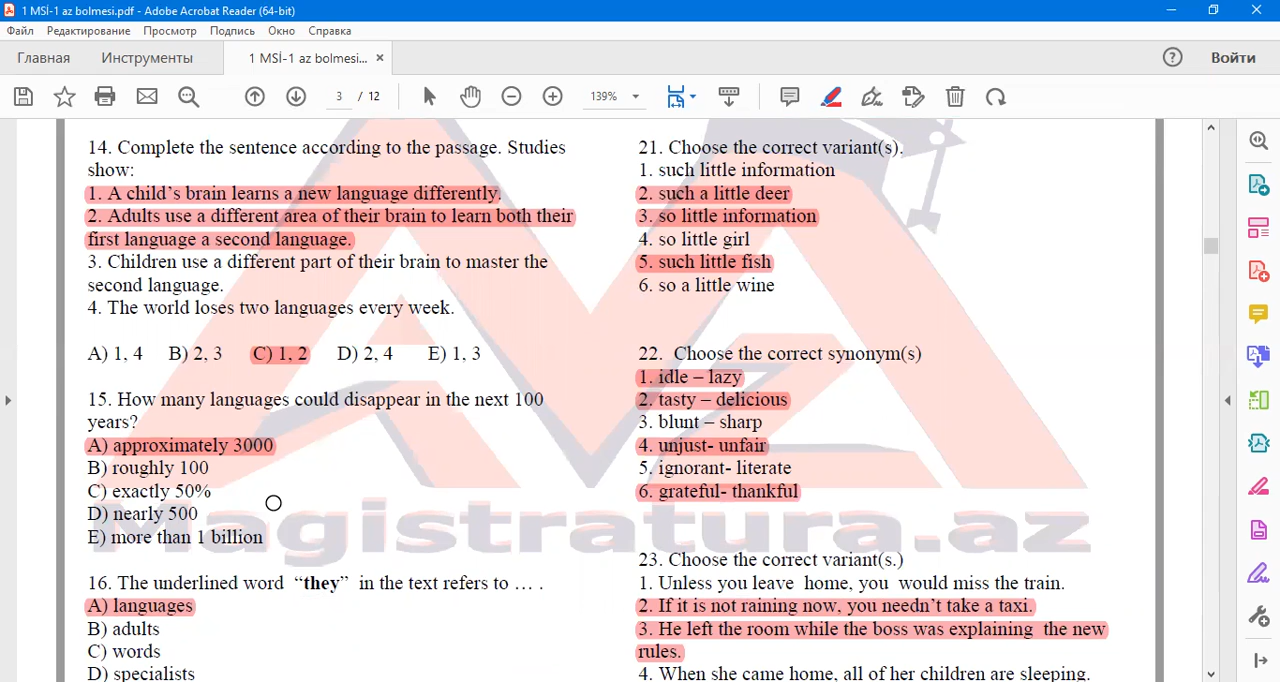 1 MSİ-1 az bolmesi.pdf - Adobe Acrobat Reader (64-bit)
Файл Редактирование Просмотр Подпись Окно Справка
Главная Инструменты 1 MSİ-1 az bolmesi... × Войти
3 / 12 139%
14. Complete the sentence according to the passage. Studies
show:
1. A child's brain learns a new language differently.
2. Adults use a different area of their brain to learn both their
first language a second language.
3. Children use a different part of their brain to master the
second language.
4. The world loses two languages every week.
A) 1, 4 B) 2, 3 C) 1, 2 D) 2, 4 E) 1, 3
15. How many languages could disappear in the next 100
years?
A) approximately 3000
B) roughly 100
C) exactly 50%
D) nearly 500
E) more than 1 billion
16. The underlined word “they” in the text refers to … .
A) languages
B) adults
C) words
D) specialists
21. Choose the correct variant(s).
1. such little information
2. such a little deer
3. so little information
4. so little girl
5. such little fish
6. so a little wine
22. Choose the correct synonym(s)
1. idle – lazy
2. tasty – delicious
3. blunt – sharp
4. unjust- unfair
5. ignorant- literate
6. grateful- thankful
23. Choose the correct variant(s.)
1. Unless you leave home, you would miss the train.
2. If it is not raining now, you needn't take a taxi.
3. He left the room while the boss was explaining the new
rules.
4. When she came home, all of her children are sleeping.
Magistratura.az